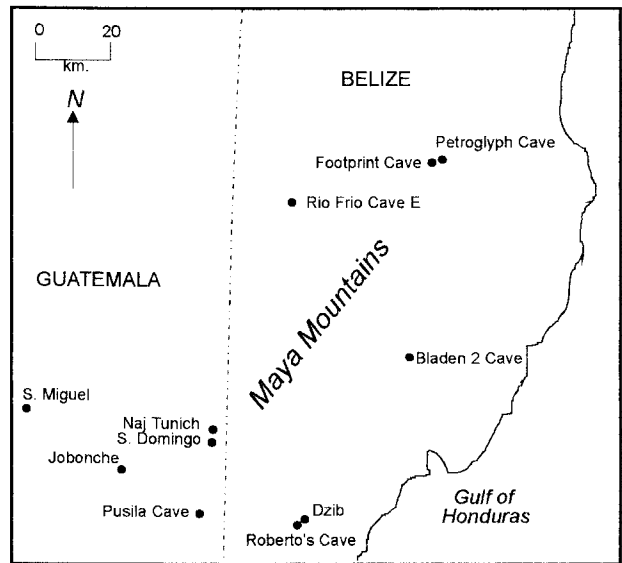 0 20
km.
N
BELIZE
Petroglyph Cave
Footprint Cave
Rio Frio Cave E
GUATEMALA
Maya Mountains
Bladen 2 Cave
S. Miguel
Naj Tunich
S. Domingo
Jobonche
Pusila Cave
Dzib
Roberto's Cave
Gulf of
Honduras